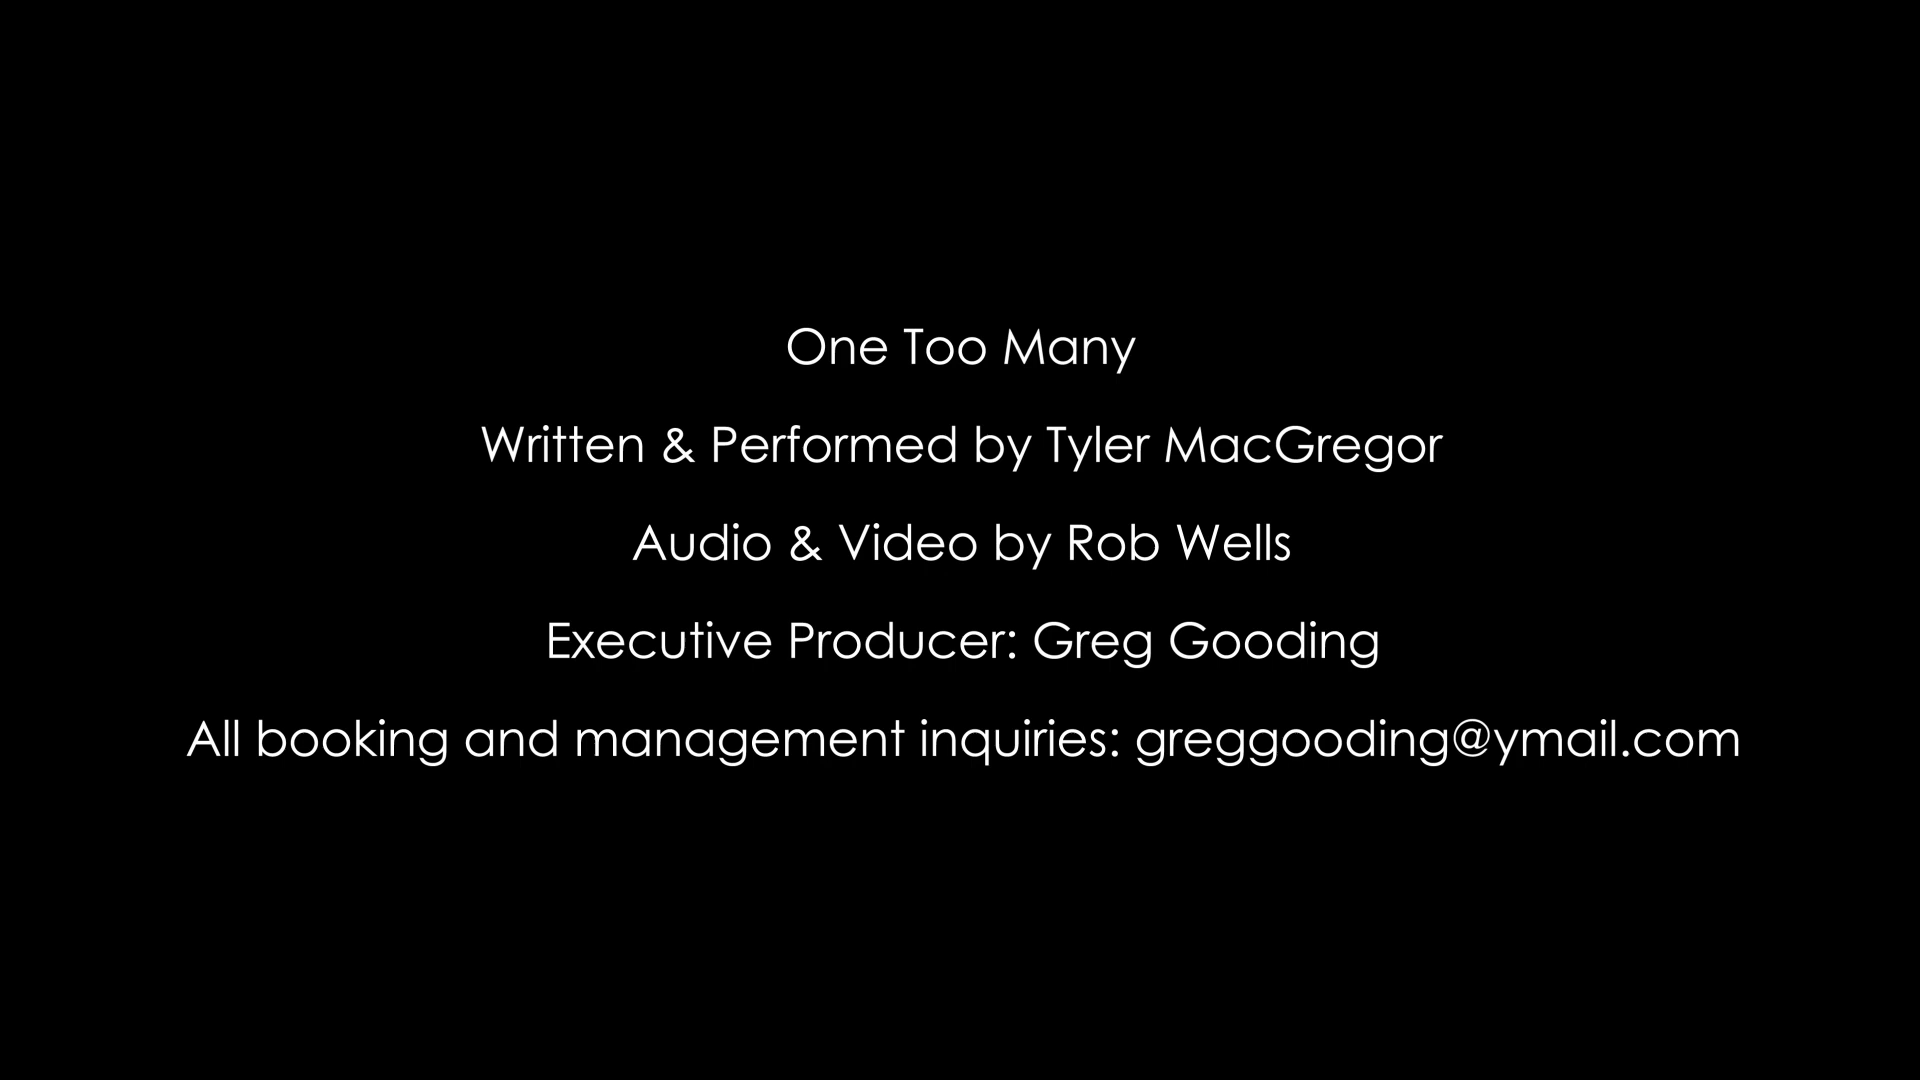 One Too Many
Written & Performed by Tyler MacGregor
Audio & Video by Rob Wells
Executive Producer: Greg Gooding
All booking and management inquiries: greggooding@ymail.com